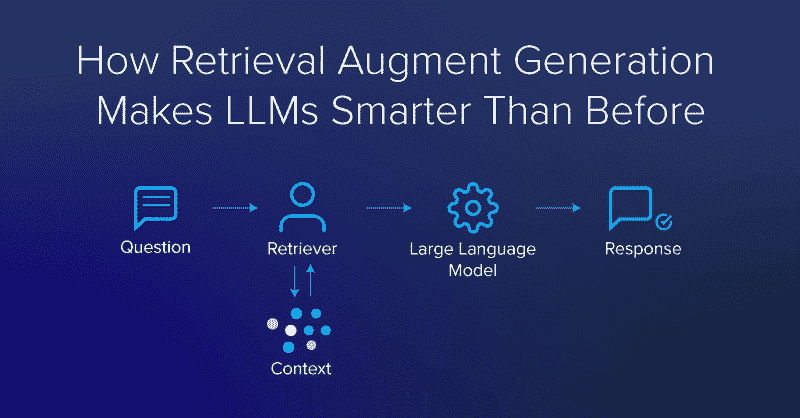 How Retrieval Augment Generation
Makes LLMs Smarter Than Before
Question
Retriever
Large Language
Model
Response
Context